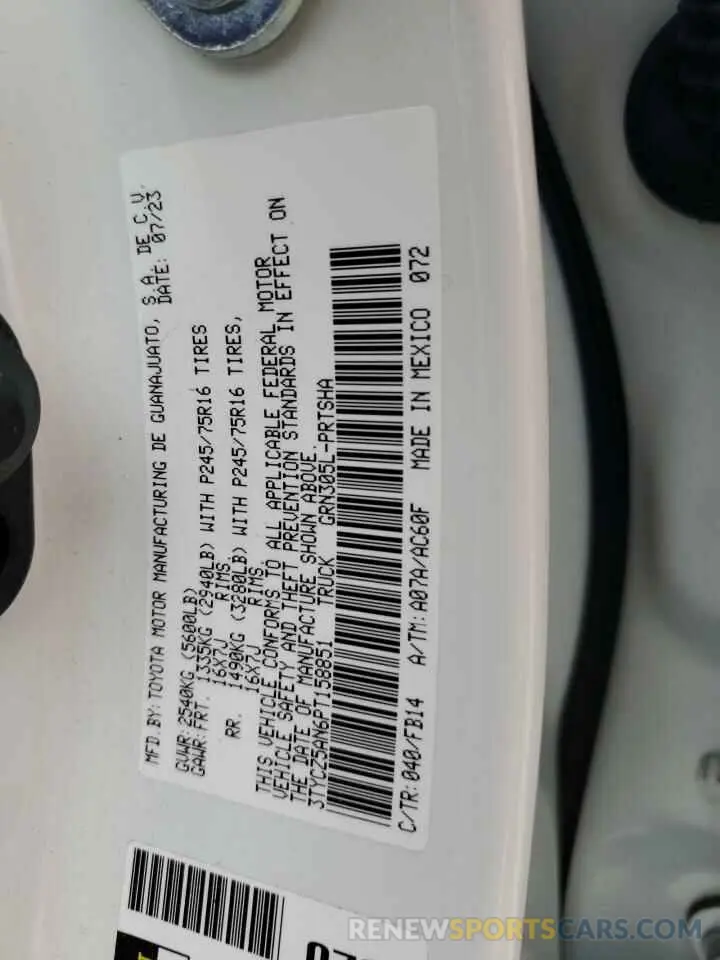 MFD.BY: TOYOTA MOTOR MANUFACTURING DE GUANAJUATO, S.A. DE C.V.
DATE: 07/23
GVWR: 2540KG (5600LB)
GAWR: FRT. 1335KG (2940LB) WITH P245/75R16 TIRES
16X7J RIMS,
RR. 1490KG (3280LB) WITH P245/75R16 TIRES,
16X7J RIMS.
THIS VEHICLE CONFORMS TO ALL APPLICABLE FEDERAL MOTOR
VEHICLE SAFETY AND THEFT PREVENTION STANDARDS IN EFFECT ON
THE DATE OF MANUFACTURE SHOWN ABOVE.
3TYCZ5AN6PT158851 TRUCK GRN305L-PRTSHA
C/TR: 040/FB14 A/TM: A07A/AC60F MADE IN MEXICO 072
RENEWSPORTSCARS.COM